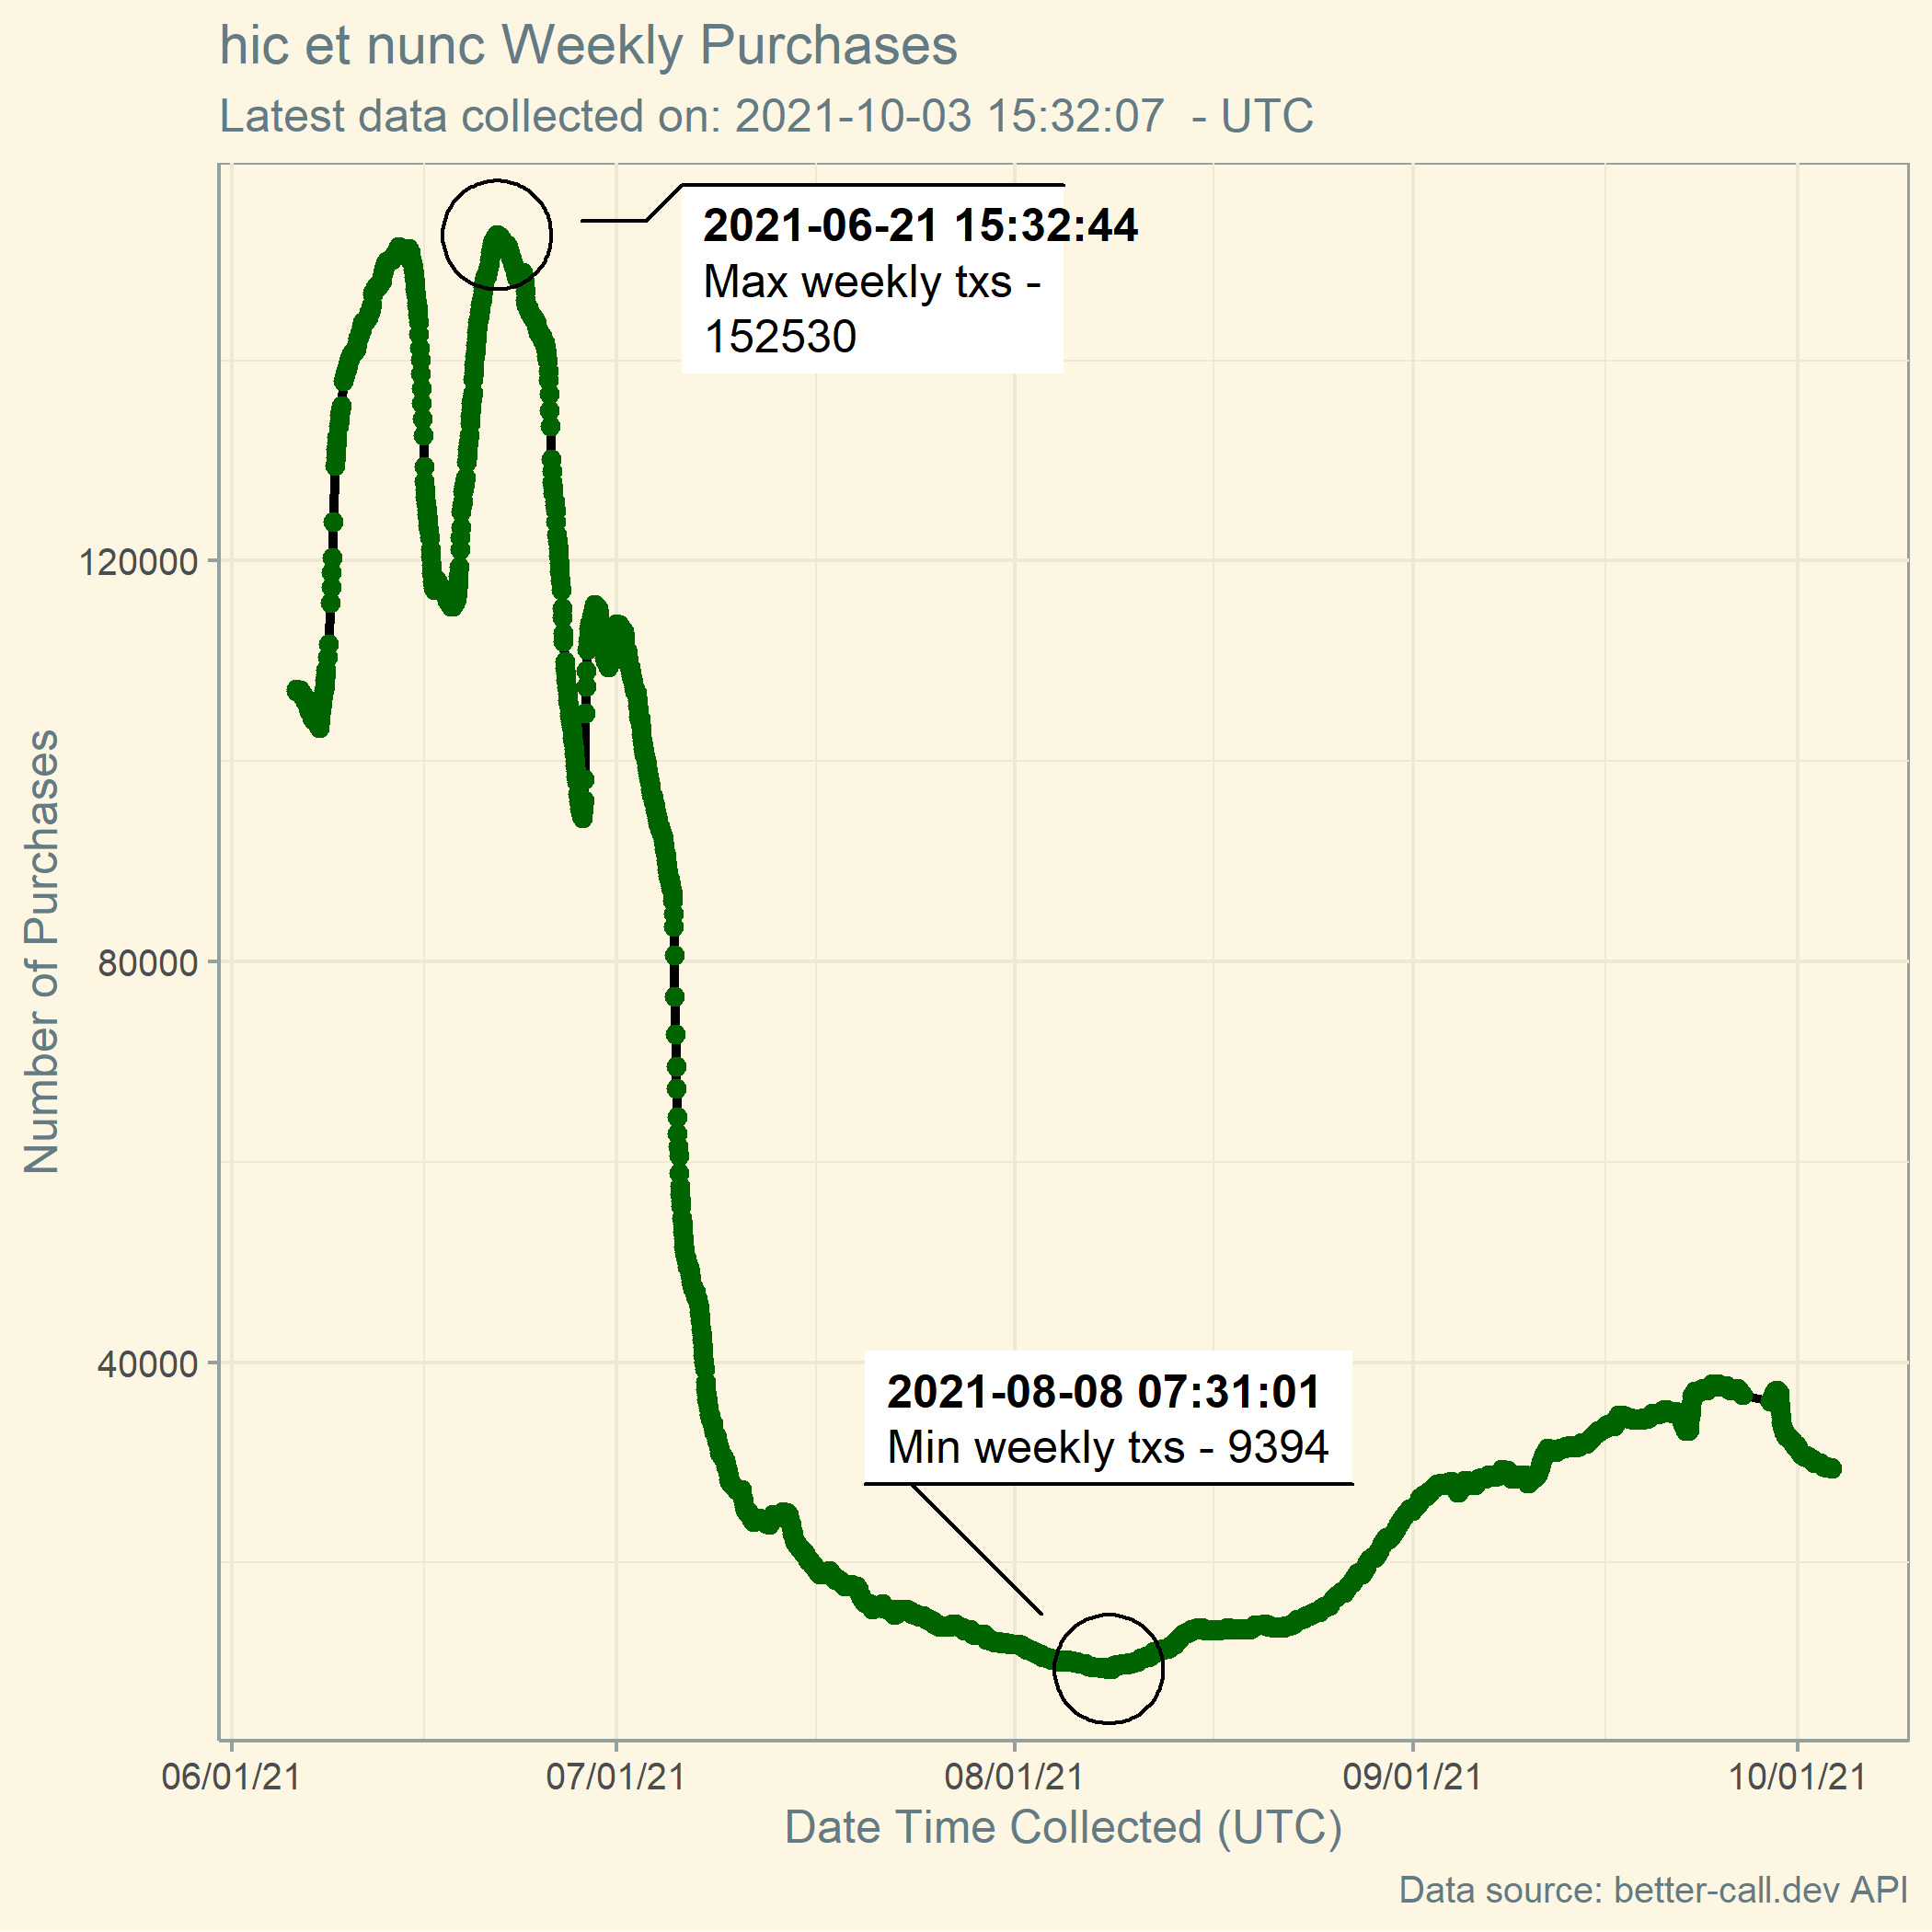 hic et nunc Weekly Purchases
Latest data collected on: 2021-10-03 15:32:07  - UTC
2021-06-21 15:32:44
Max weekly txs -
152530
120000
Number of Purchases
80000
40000
2021-08-08 07:31:01
Min weekly txs - 9394
06/01/21 07/01/21 08/01/21 09/01/21 10/01/21
Date Time Collected (UTC)
Data source: better-call.dev API